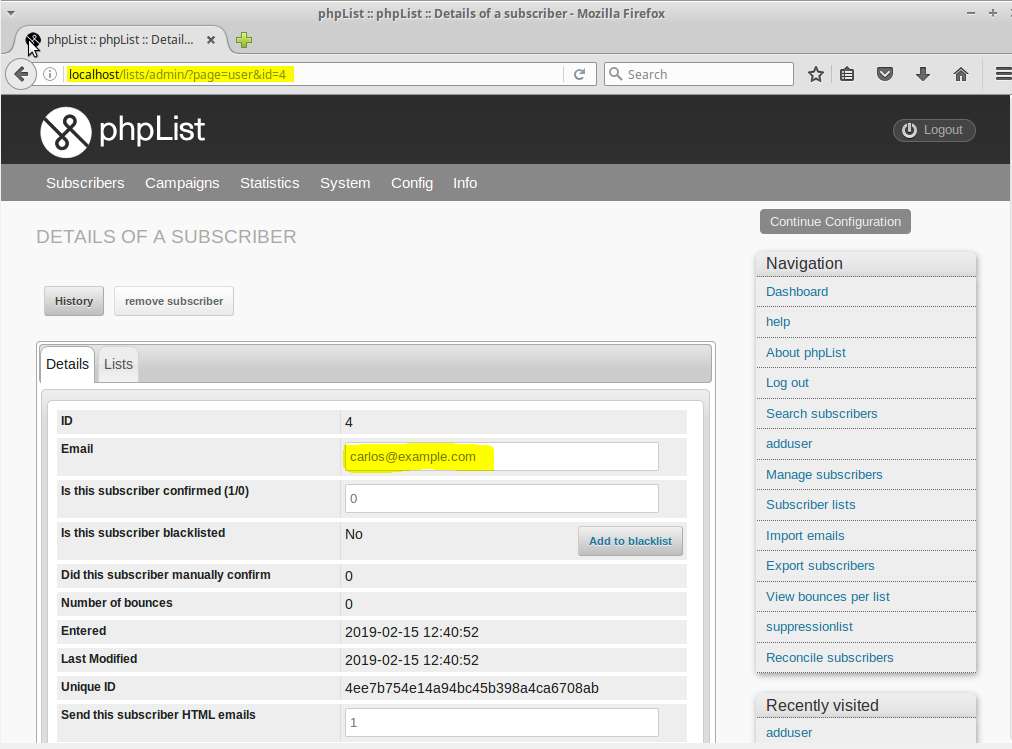 phpList :: phpList :: Details of a subscriber - Mozilla Firefox
phpList :: phpList :: Detail...
localhost/lists/admin/?page=user&id=4
Search
phpList
Logout
Subscribers Campaigns Statistics System Config Info
DETAILS OF A SUBSCRIBER
History remove subscriber
Details Lists
ID 4
Email carlos@example.com
Is this subscriber confirmed (1/0) 0
Is this subscriber blacklisted No Add to blacklist
Did this subscriber manually confirm 0
Number of bounces 0
Entered 2019-02-15 12:40:52
Last Modified 2019-02-15 12:40:52
Unique ID 4ee7b754e14a94bc45b398a4ca6708ab
Send this subscriber HTML emails 1
Continue Configuration
Navigation
Dashboard
help
About phpList
Log out
Search subscribers
adduser
Manage subscribers
Subscriber lists
Import emails
Export subscribers
View bounces per list
suppressionlist
Reconcile subscribers
Recently visited
adduser